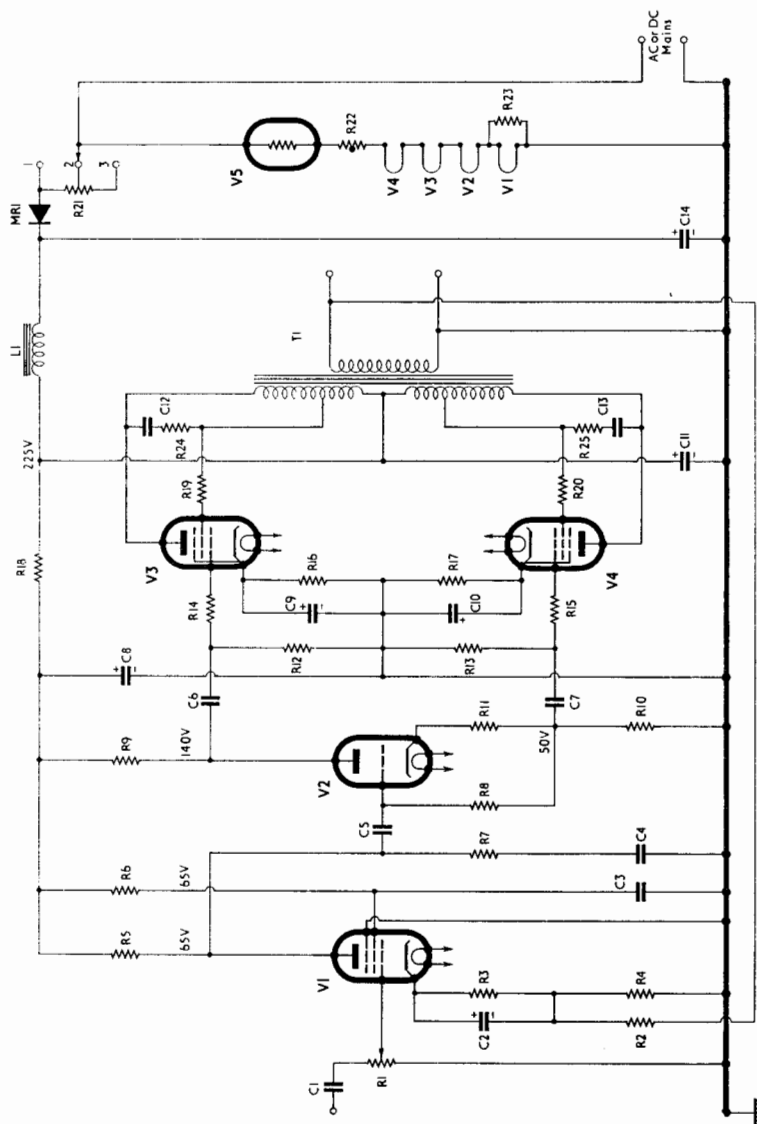 AC or DC
Mains
R23
R22
V5
V4
V3
V2
V1
1
2
3
R21
MR1
C14
L1
T1
C12
R24
225V
R19
C11
C13
R25
R20
V3
V4
R18
R14
R16
R17
C9
C10
R15
C8
R12
R13
C6
C7
R9
140V
V2
R11
50V
R10
R8
C5
R7
C4
R6
65V
C3
R5
65V
V1
R3
R4
C2
R2
R1
C1